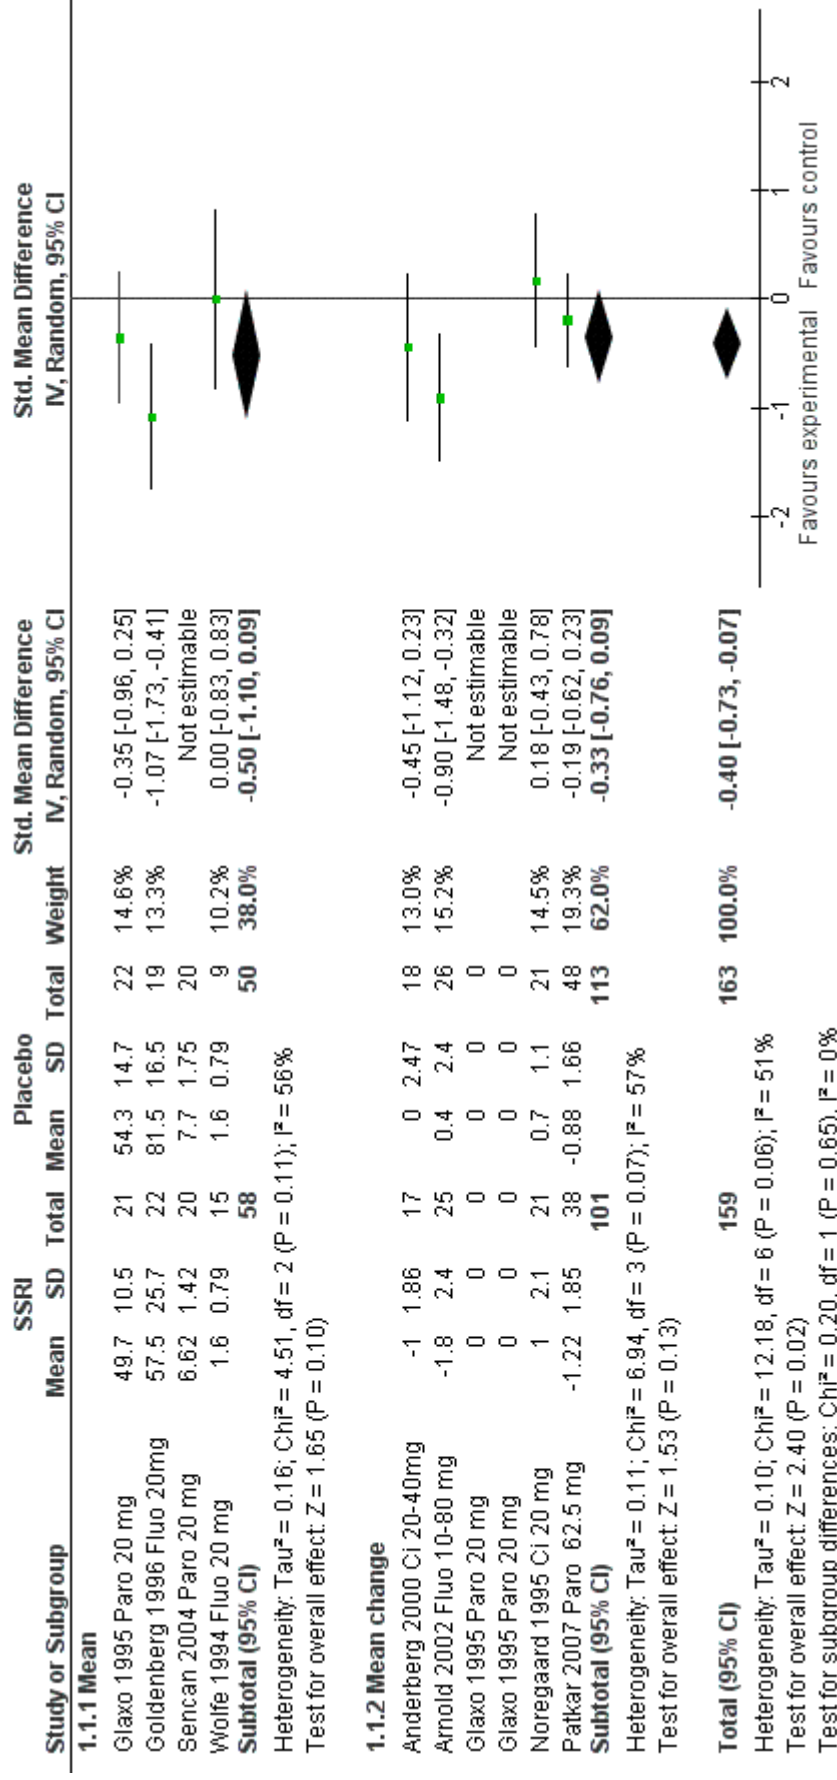 SSRI Placebo Std. Mean Difference Std. Mean Difference
Study or Subgroup Mean SD Total Mean SD Total Weight IV, Random, 95% CI IV, Random, 95% CI
1.1.1 Mean
Glaxo 1995 Paro 20 mg 49.7 10.5 21 54.3 14.7 22 14.6% -0.35 [-0.96, 0.25]
Goldenberg 1996 Fluo 20mg 57.5 25.7 22 81.5 16.5 19 13.3% -1.07 [-1.73, -0.41]
Sencan 2004 Paro 20 mg 6.62 1.42 20 7.7 1.75 20 Not estimable
Wolfe 1994 Fluo 20 mg 1.6 0.79 15 1.6 0.79 9 10.2% 0.00 [-0.83, 0.83]
Subtotal (95% CI) 58 50 38.0% -0.50 [-1.10, 0.09]
Heterogeneity: Tau² = 0.16; Chi² = 4.51, df = 2 (P = 0.11); I² = 56%
Test for overall effect: Z = 1.65 (P = 0.10)
1.1.2 Mean change
Anderberg 2000 Ci 20-40mg -1 1.86 17 0 2.47 18 13.0% -0.45 [-1.12, 0.23]
Arnold 2002 Fluo 10-80 mg -1.8 2.4 25 0.4 2.4 26 15.2% -0.90 [-1.48, -0.32]
Glaxo 1995 Paro 20 mg 0 0 0 0 0 0 Not estimable
Glaxo 1995 Paro 20 mg 0 0 0 0 0 0 Not estimable
Noregaard 1995 Ci 20 mg 1 2.1 21 0.7 1.1 21 14.5% 0.18 [-0.43, 0.78]
Patkar 2007 Paro 62.5 mg -1.22 1.85 38 -0.88 1.66 48 19.3% -0.19 [-0.62, 0.23]
Subtotal (95% CI) 101 113 62.0% -0.33 [-0.76, 0.09]
Heterogeneity: Tau² = 0.11; Chi² = 6.94, df = 3 (P = 0.07); I² = 57%
Test for overall effect: Z = 1.53 (P = 0.13)
Total (95% CI) 159 163 100.0% -0.40 [-0.73, -0.07]
Heterogeneity: Tau² = 0.10; Chi² = 12.18, df = 6 (P = 0.06); I² = 51%
Test for overall effect: Z = 2.40 (P = 0.02)
Test for subgroup differences: Chi² = 0.20, df = 1 (P = 0.65), I² = 0%
-2 -1 0 1 2
Favours experimental Favours control